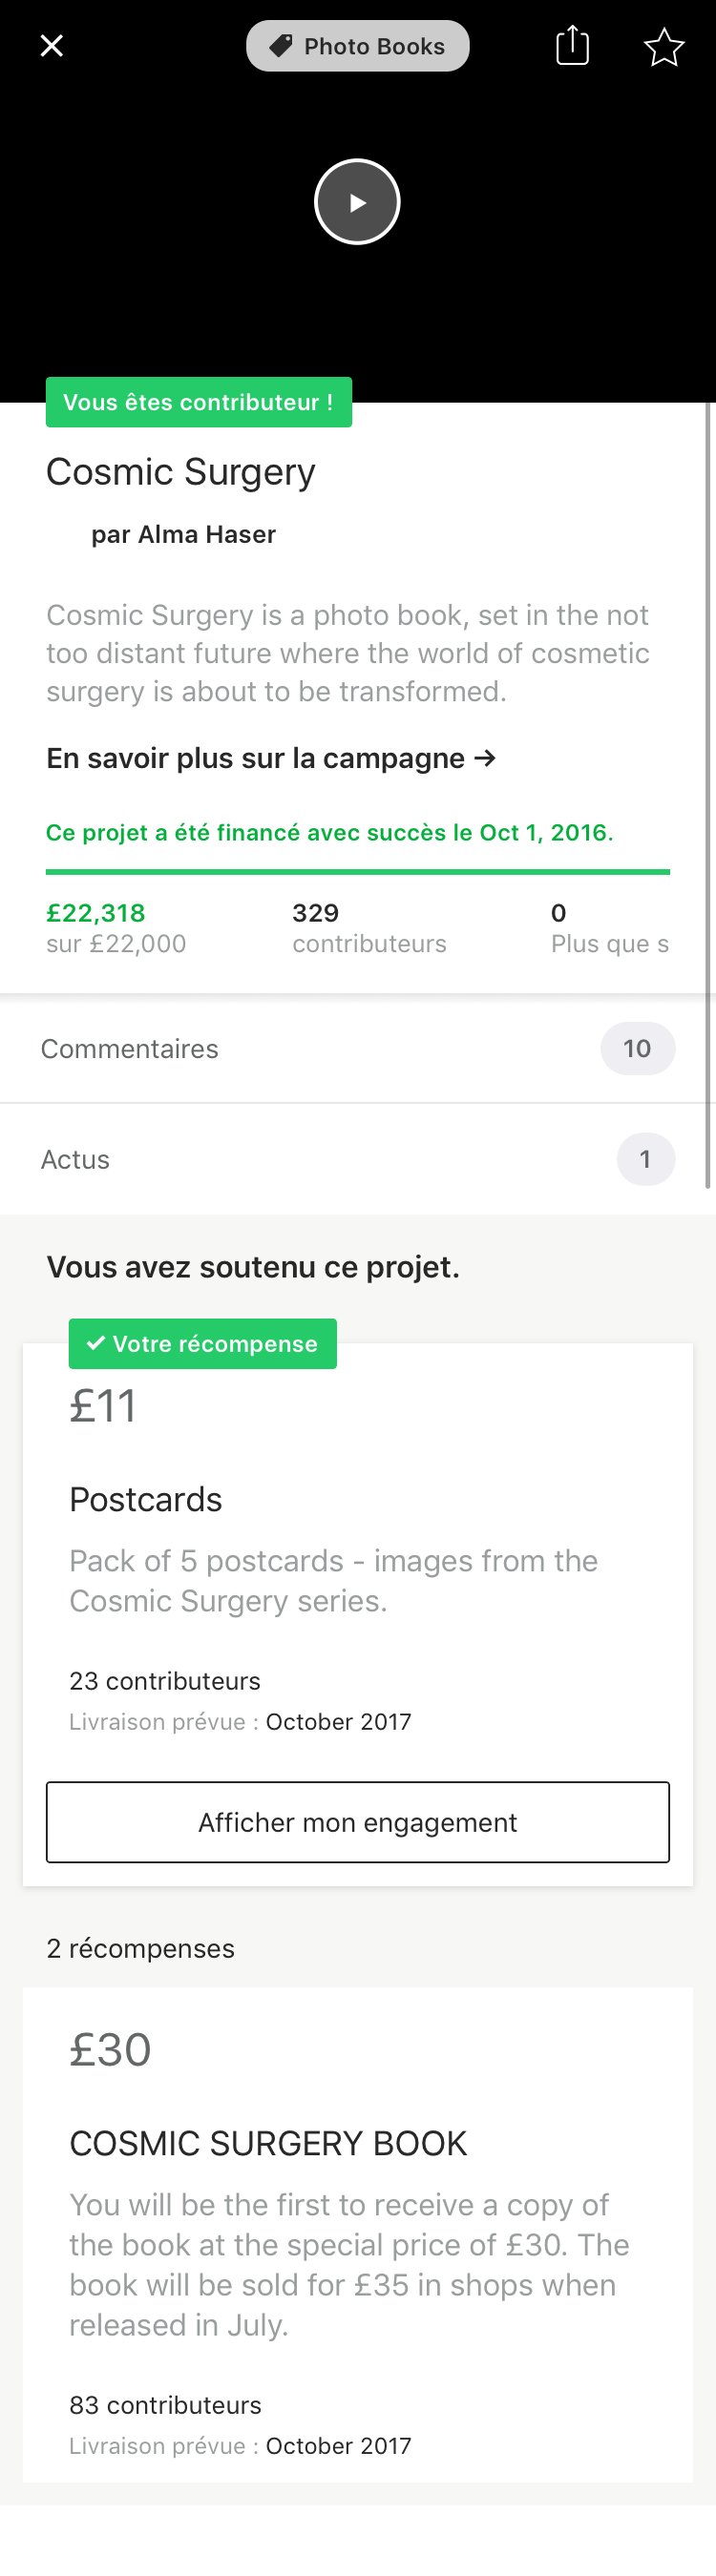 Photo Books
Vous êtes contributeur !
Cosmic Surgery
par Alma Haser
Cosmic Surgery is a photo book, set in the not
too distant future where the world of cosmetic
surgery is about to be transformed.
En savoir plus sur la campagne →
Ce projet a été financé avec succès le Oct 1, 2016.
£22,318 329 0
sur £22,000 contributeurs Plus que s
Commentaires 10
Actus 1
Vous avez soutenu ce projet.
✓ Votre récompense
£11
Postcards
Pack of 5 postcards - images from the
Cosmic Surgery series.
23 contributeurs
Livraison prévue : October 2017
Afficher mon engagement
2 récompenses
£30
COSMIC SURGERY BOOK
You will be the first to receive a copy of
the book at the special price of £30. The
book will be sold for £35 in shops when
released in July.
83 contributeurs
Livraison prévue : October 2017